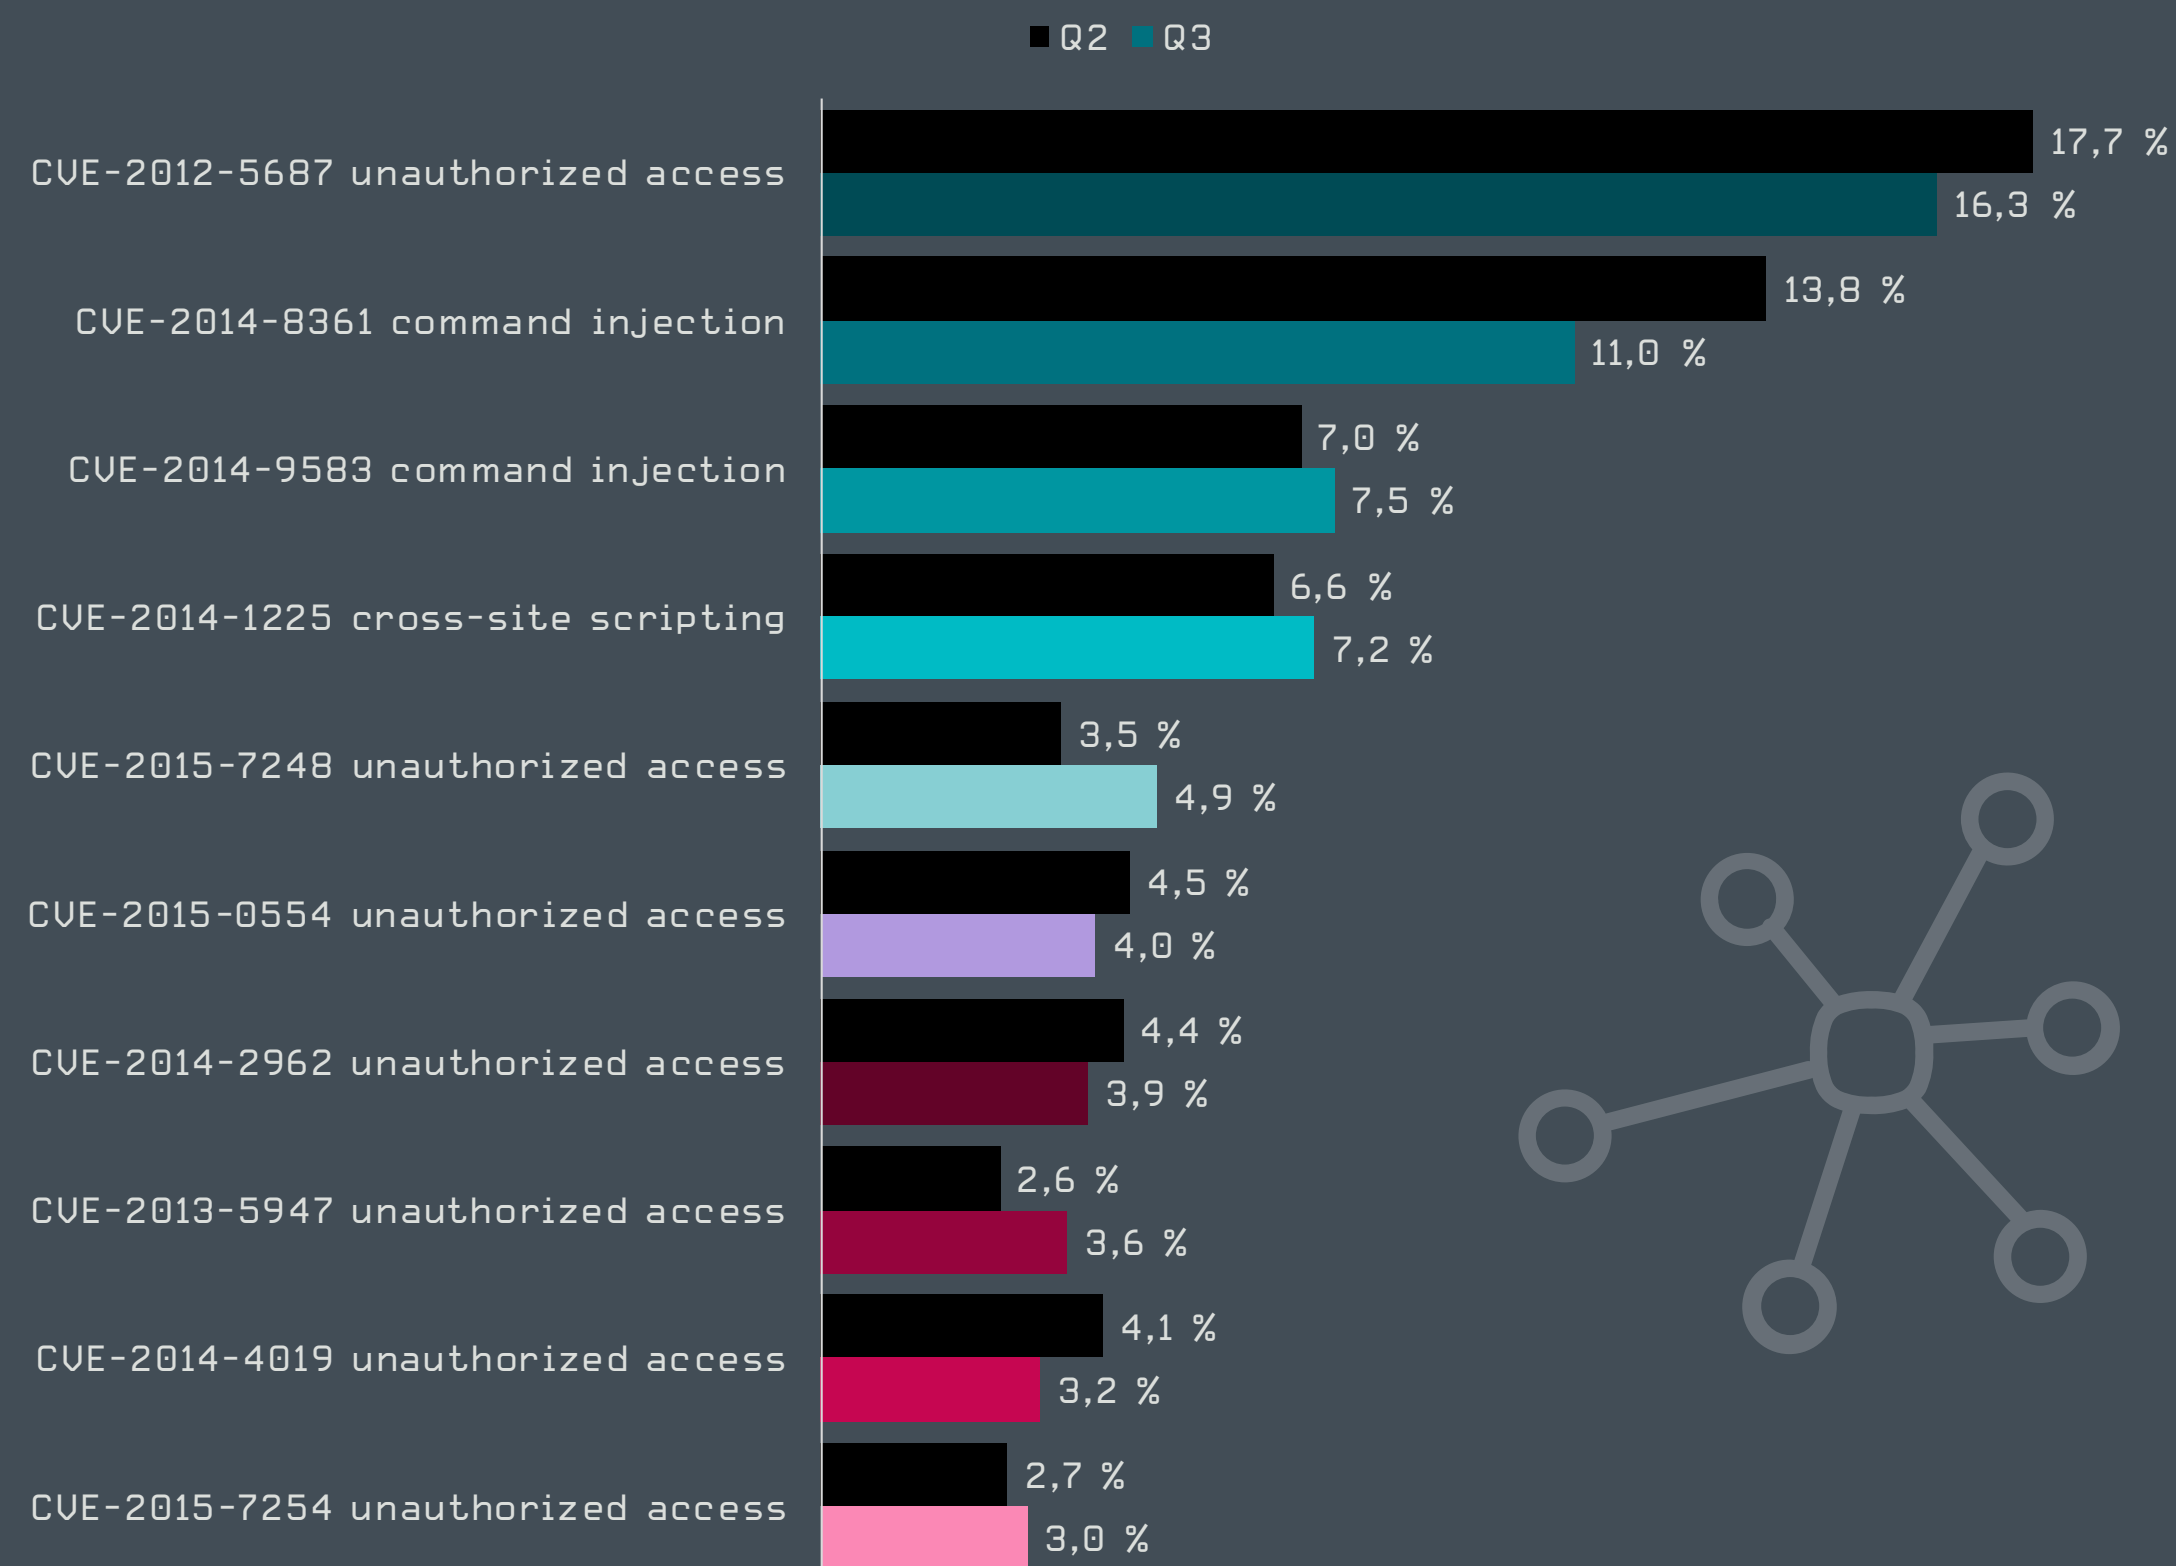 Q2 Q3
CVE-2012-5687 unauthorized access
17,7 %
16,3 %
CVE-2014-8361 command injection
13,8 %
11,0 %
CVE-2014-9583 command injection
7,0 %
7,5 %
CVE-2014-1225 cross-site scripting
6,6 %
7,2 %
CVE-2015-7248 unauthorized access
3,5 %
4,9 %
CVE-2015-0554 unauthorized access
4,5 %
4,0 %
CVE-2014-2962 unauthorized access
4,4 %
3,9 %
CVE-2013-5947 unauthorized access
2,6 %
3,6 %
CVE-2014-4019 unauthorized access
4,1 %
3,2 %
CVE-2015-7254 unauthorized access
2,7 %
3,0 %